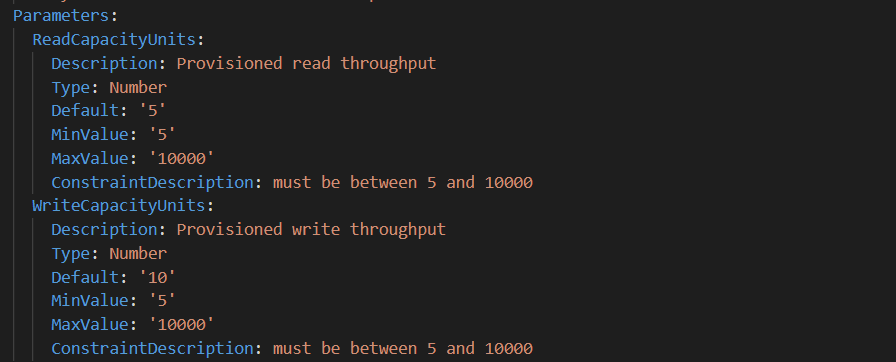 Parameters:
  ReadCapacityUnits:
    Description: Provisioned read throughput
    Type: Number
    Default: '5'
    MinValue: '5'
    MaxValue: '10000'
    ConstraintDescription: must be between 5 and 10000
  WriteCapacityUnits:
    Description: Provisioned write throughput
    Type: Number
    Default: '10'
    MinValue: '5'
    MaxValue: '10000'
    ConstraintDescription: must be between 5 and 10000